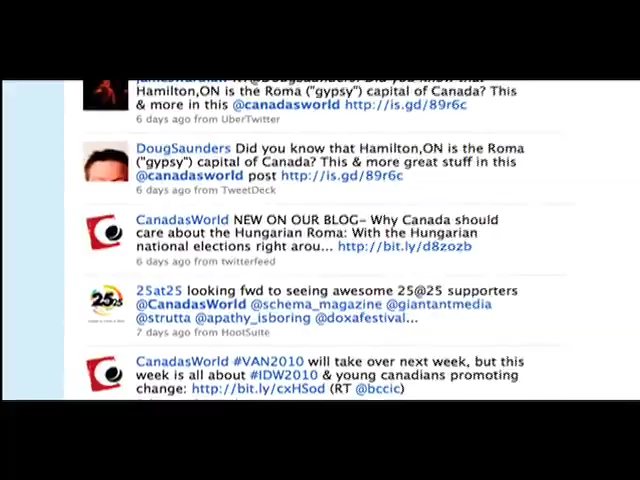 Hamilton,ON is the Roma ("gypsy") capital of Canada? This
& more in this @canadasworld http://is.gd/89r6c
6 days ago from UberTwitter
DougSaunders Did you know that Hamilton,ON is the Roma
("gypsy") capital of Canada? This & more great stuff in this
@canadasworld post http://is.gd/89r6c
6 days ago from TweetDeck
CanadasWorld NEW ON OUR BLOG- Why Canada should
care about the Hungarian Roma: With the Hungarian
national elections right arou... http://bit.ly/d8zozb
6 days ago from twitterfeed
25at25 looking fwd to seeing awesome 25@25 supporters
@CanadasWorld @schema_magazine @giantantmedia
@strutta @apathy_isboring @doxafestival...
7 days ago from HootSuite
CanadasWorld #VAN2010 will take over next week, but this
week is all about #IDW2010 & young canadians promoting
change: http://bit.ly/cxHSod (RT @bccic)